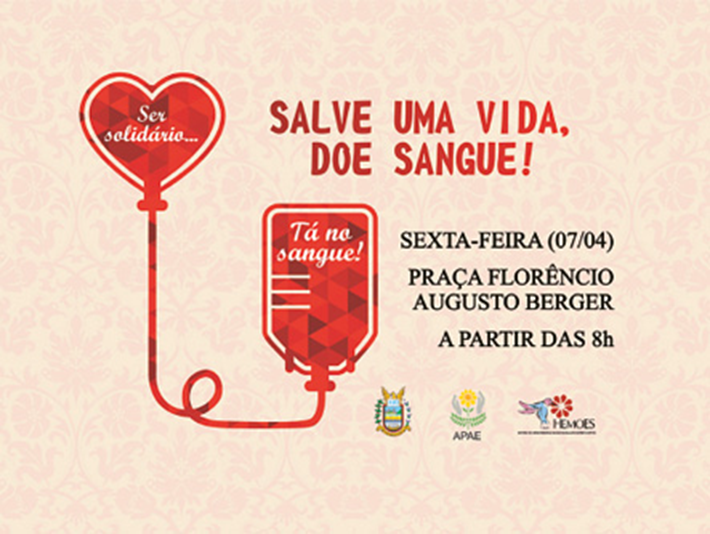 Ser
solidário...
SALVE UMA VIDA,
DOE SANGUE!
Tá no
sangue!
SEXTA-FEIRA (07/04)
PRAÇA FLORÊNCIO
AUGUSTO BERGER
A PARTIR DAS 8h
APAE
HEMOES